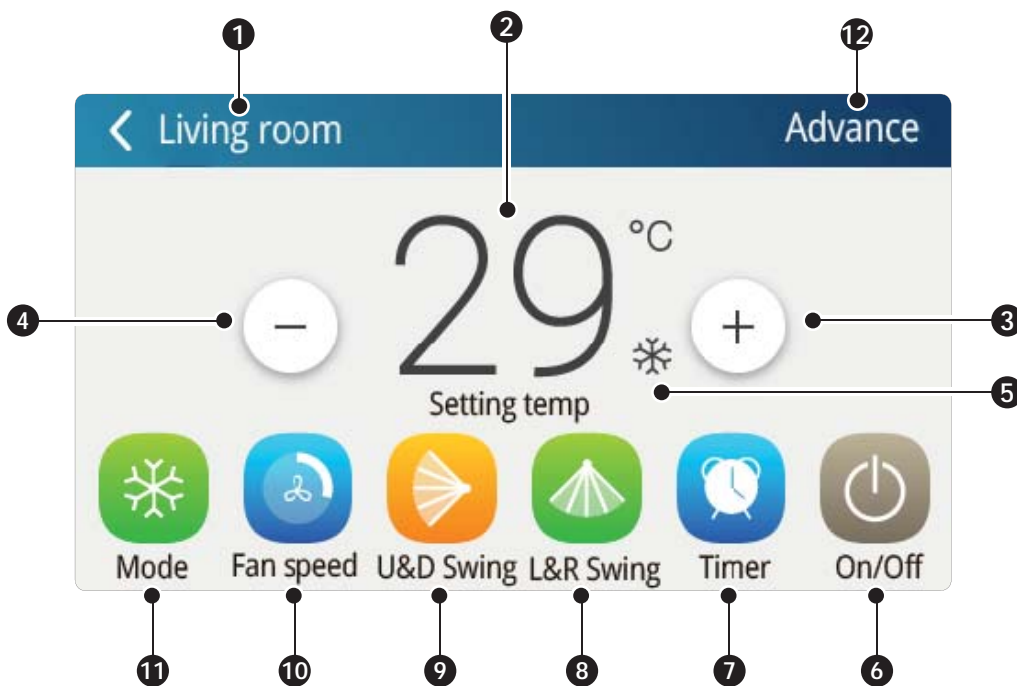 1 2 12
Living room Advance
29 °C
4 − + 3
5
Setting temp
Mode Fan speed U&D Swing L&R Swing Timer On/Off
11 10 9 8 7 6